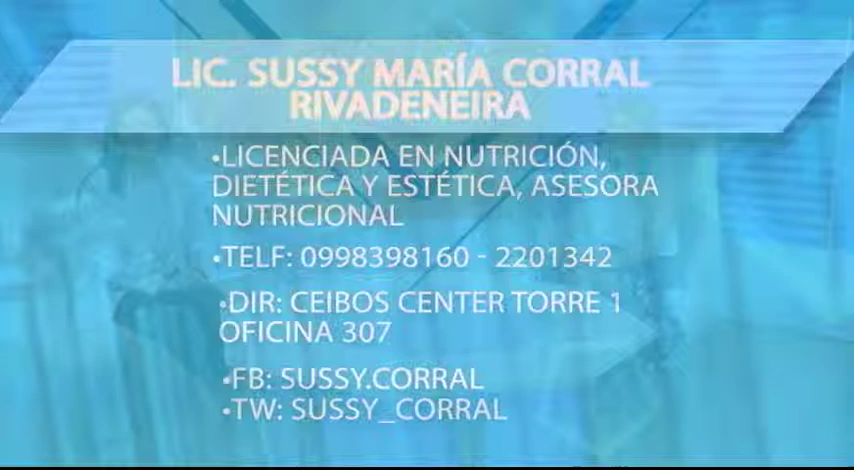 LIC. SUSSY MARÍA CORRAL
RIVADENEIRA
•LICENCIADA EN NUTRICIÓN,
DIETÉTICA Y ESTÉTICA, ASESORA
NUTRICIONAL
•TELF: 0998398160 - 2201342
•DIR: CEIBOS CENTER TORRE 1
OFICINA 307
•FB: SUSSY.CORRAL
•TW: SUSSY_CORRAL